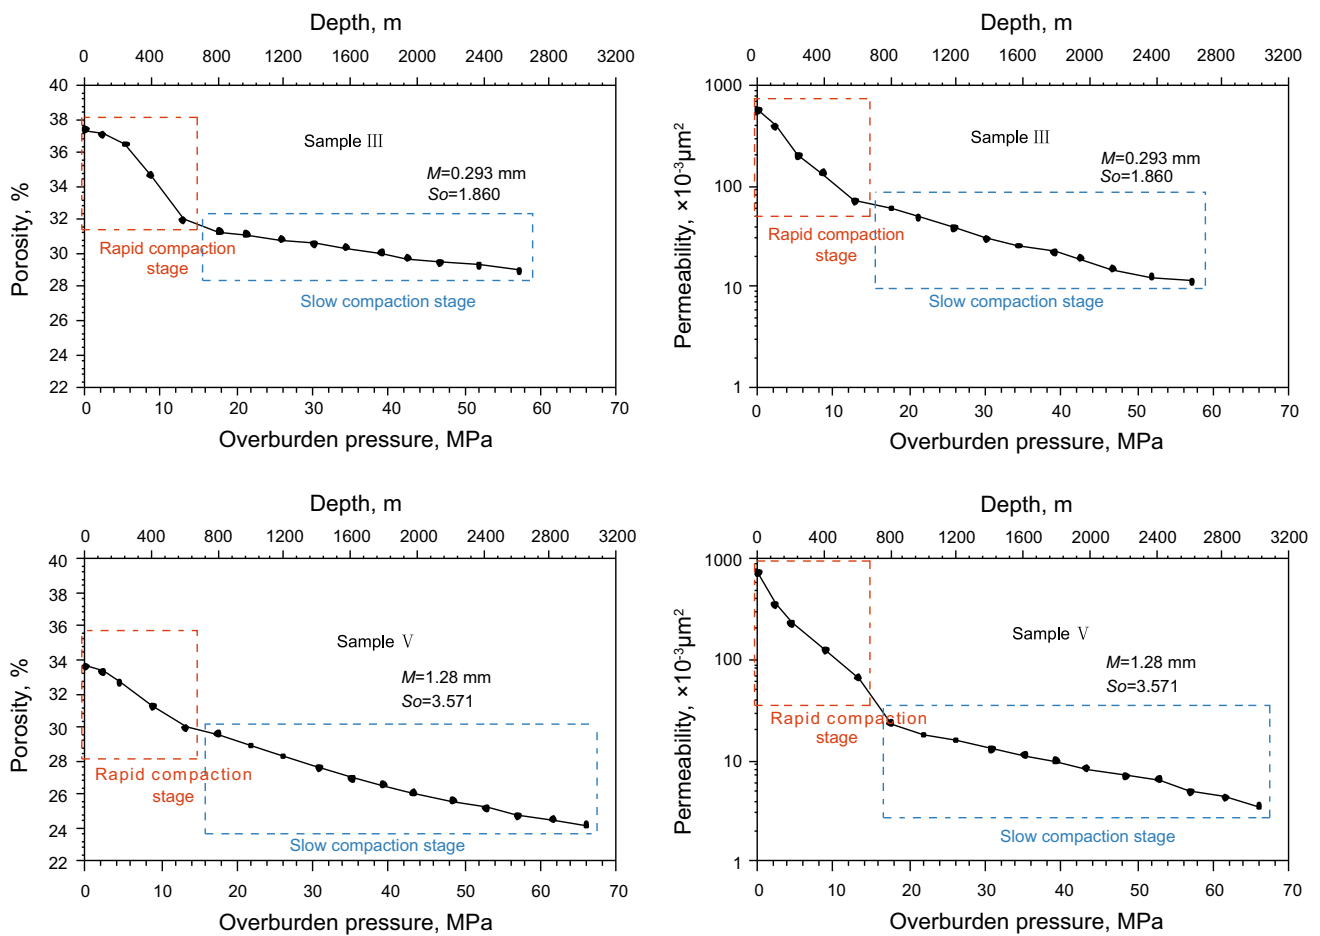 Depth, m
0 400 800 1200 1600 2000 2400 2800 3200
40
38
36
34
32
30
28
26
24
22
Porosity, %
Sample Ⅲ
M=0.293 mm
So=1.860
Rapid compaction
stage
Slow compaction stage
0 10 20 30 40 50 60 70
Overburden pressure, MPa
Depth, m
0 400 800 1200 1600 2000 2400 2800 3200
1000
100
10
1
Permeability, ×10⁻³μm²
Sample Ⅲ
M=0.293 mm
So=1.860
Rapid compaction
stage
Slow compaction stage
0 10 20 30 40 50 60 70
Overburden pressure, MPa
Depth, m
0 400 800 1200 1600 2000 2400 2800 3200
40
38
36
34
32
30
28
26
24
22
Porosity, %
Sample Ⅴ
M=1.28 mm
So=3.571
Rapid compaction
stage
Slow compaction stage
0 10 20 30 40 50 60 70
Overburden pressure, MPa
Depth, m
0 400 800 1200 1600 2000 2400 2800 3200
1000
100
10
1
Permeability, ×10⁻³μm²
Sample Ⅴ
M=1.28 mm
So=3.571
Rapid compaction
stage
Slow compaction stage
0 10 20 30 40 50 60 70
Overburden pressure, MPa